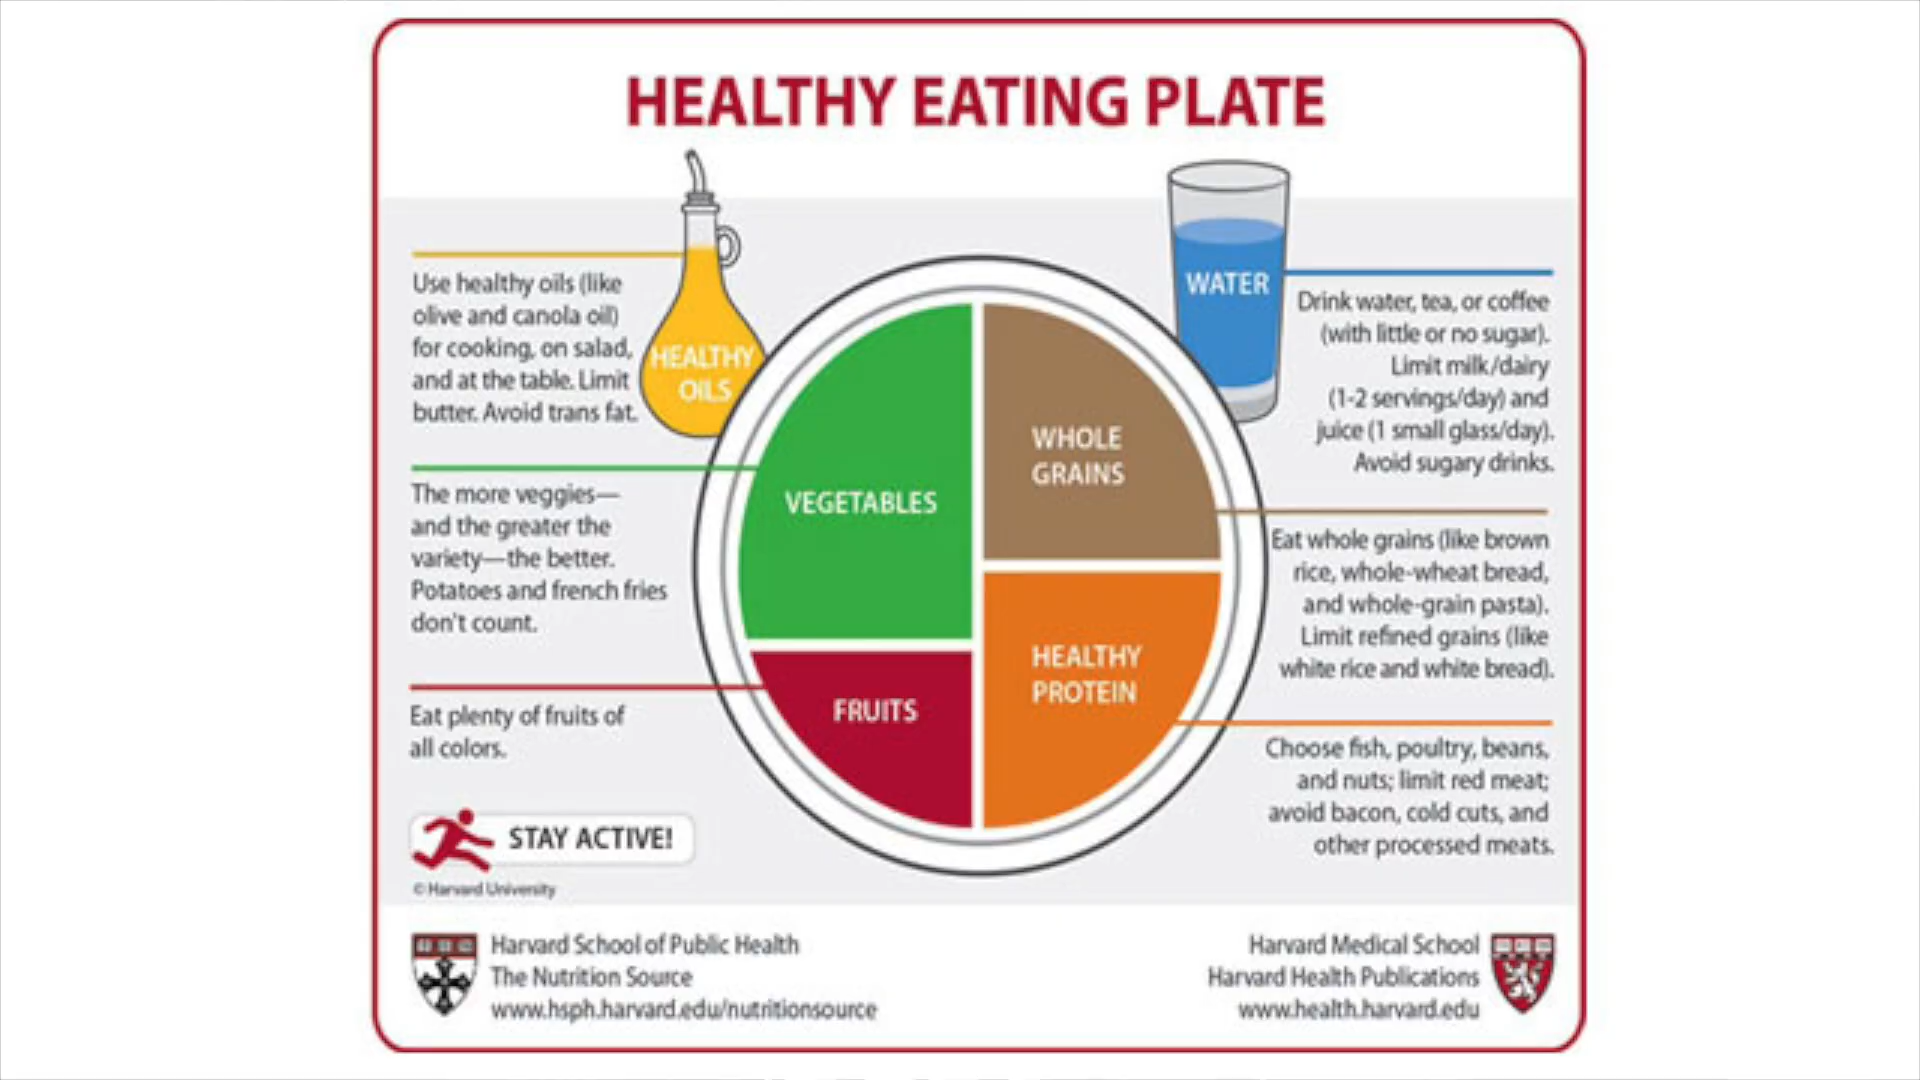 HEALTHY EATING PLATE
HEALTHY
OILS
Use healthy oils (like
olive and canola oil)
for cooking, on salad,
and at the table. Limit
butter. Avoid trans fat.
The more veggies—
and the greater the
variety—the better.
Potatoes and french fries
don't count.
Eat plenty of fruits of
all colors.
VEGETABLES
FRUITS
WHOLE
GRAINS
HEALTHY
PROTEIN
WATER
Drink water, tea, or coffee
(with little or no sugar).
Limit milk/dairy
(1-2 servings/day) and
juice (1 small glass/day).
Avoid sugary drinks.
Eat whole grains (like brown
rice, whole-wheat bread,
and whole-grain pasta).
Limit refined grains (like
white rice and white bread).
Choose fish, poultry, beans,
and nuts; limit red meat;
avoid bacon, cold cuts, and
other processed meats.
STAY ACTIVE!
© Harvard University
Harvard School of Public Health
The Nutrition Source
www.hsph.harvard.edu/nutritionsource
Harvard Medical School
Harvard Health Publications
www.health.harvard.edu